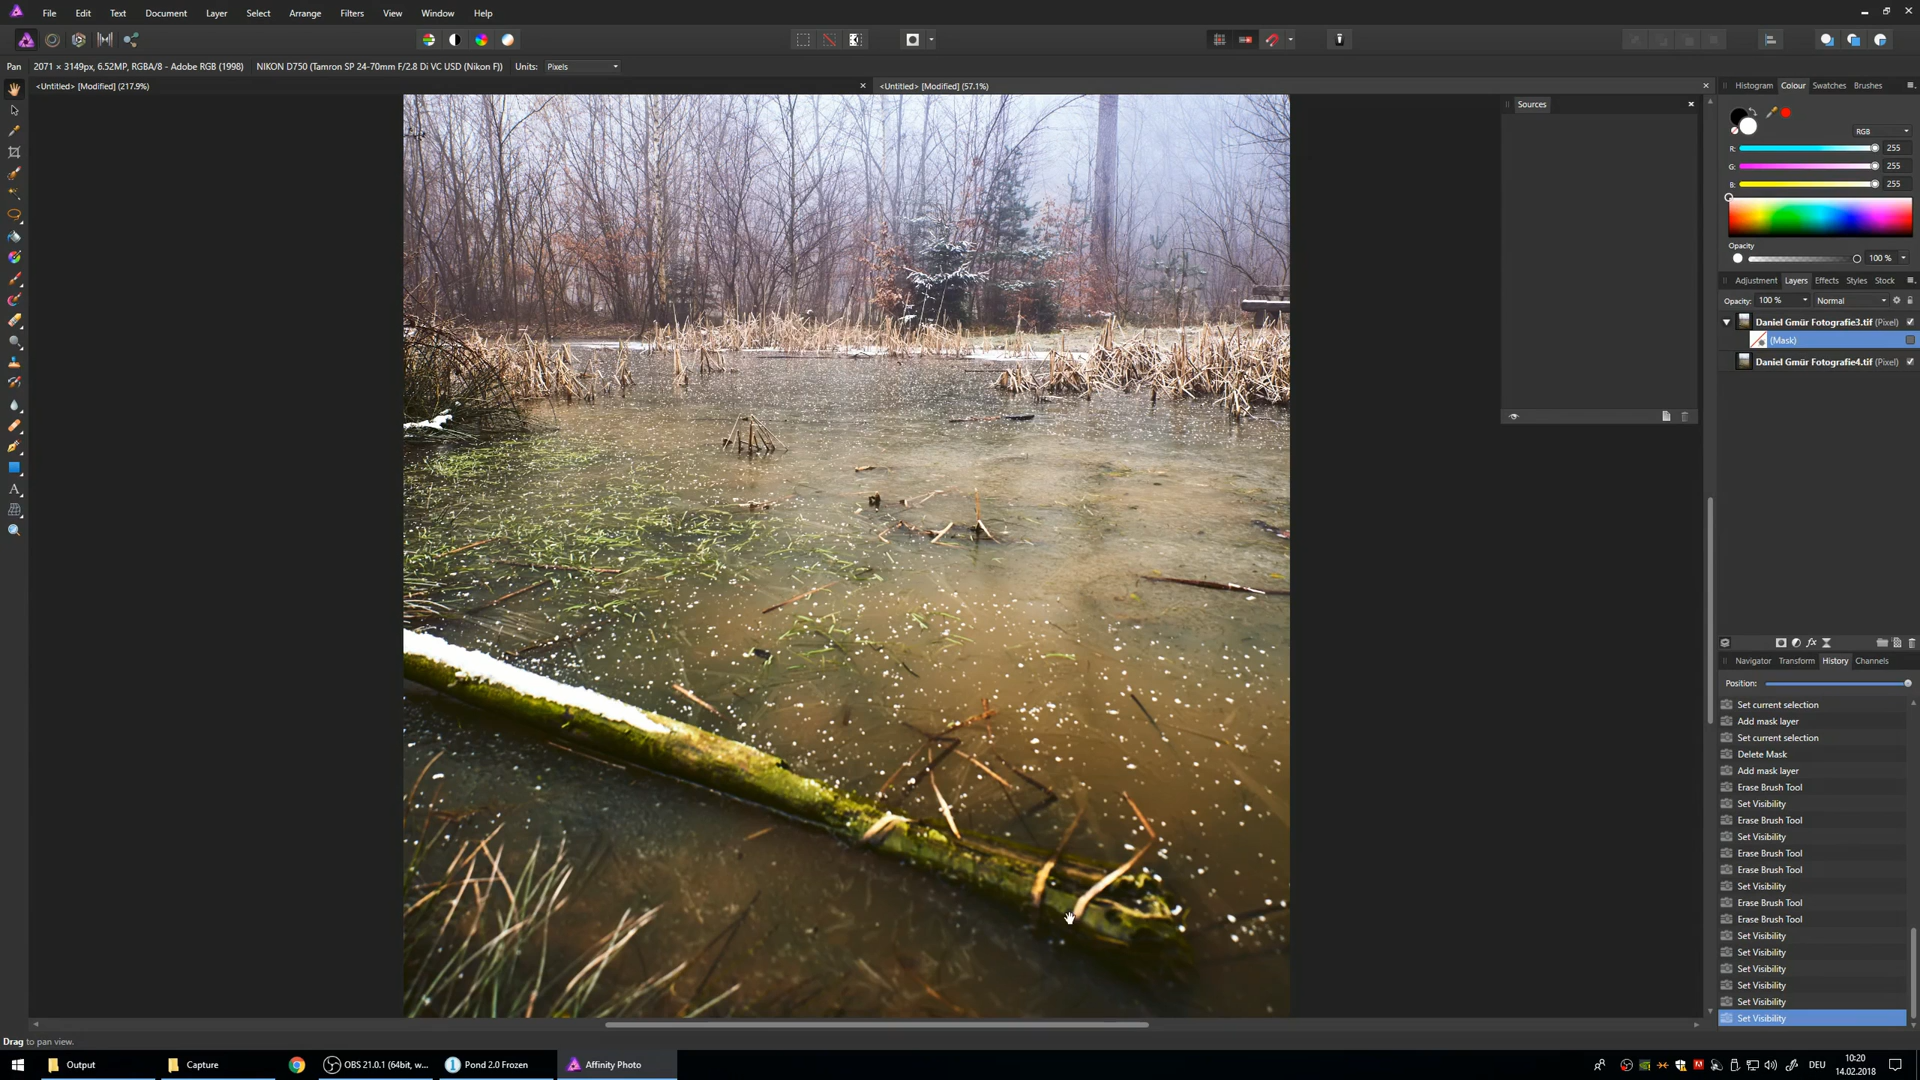 File Edit Text Document Layer Select Arrange Filters View Window Help
Pan 2071 × 3149px, 6.52MP, RGBA/8 - Adobe RGB (1998) NIKON D750 (Tamron SP 24-70mm F/2.8 Di VC USD (Nikon F)) Units: Pixels
<Untitled> [Modified] (217.9%) <Untitled> [Modified] (57.1%)
Histogram Colour Swatches Brushes
Sources
RGB
R: 255
G: 255
B: 255
Opacity
100 %
Adjustment Layers Effects Styles Stock
Opacity: 100 % Normal
Daniel Gmür Fotografie3.tif (Pixel)
(Mask)
Daniel Gmür Fotografie4.tif (Pixel)
Navigator Transform History Channels
Position:
Set current selection
Add mask layer
Set current selection
Delete Mask
Add mask layer
Erase Brush Tool
Set Visibility
Erase Brush Tool
Set Visibility
Erase Brush Tool
Erase Brush Tool
Set Visibility
Erase Brush Tool
Erase Brush Tool
Set Visibility
Set Visibility
Set Visibility
Set Visibility
Set Visibility
Set Visibility
Drag to pan view.
Output Capture OBS 21.0.1 (64bit, w... Pond 2.0 Frozen Affinity Photo DEU 10:20
14.02.2018